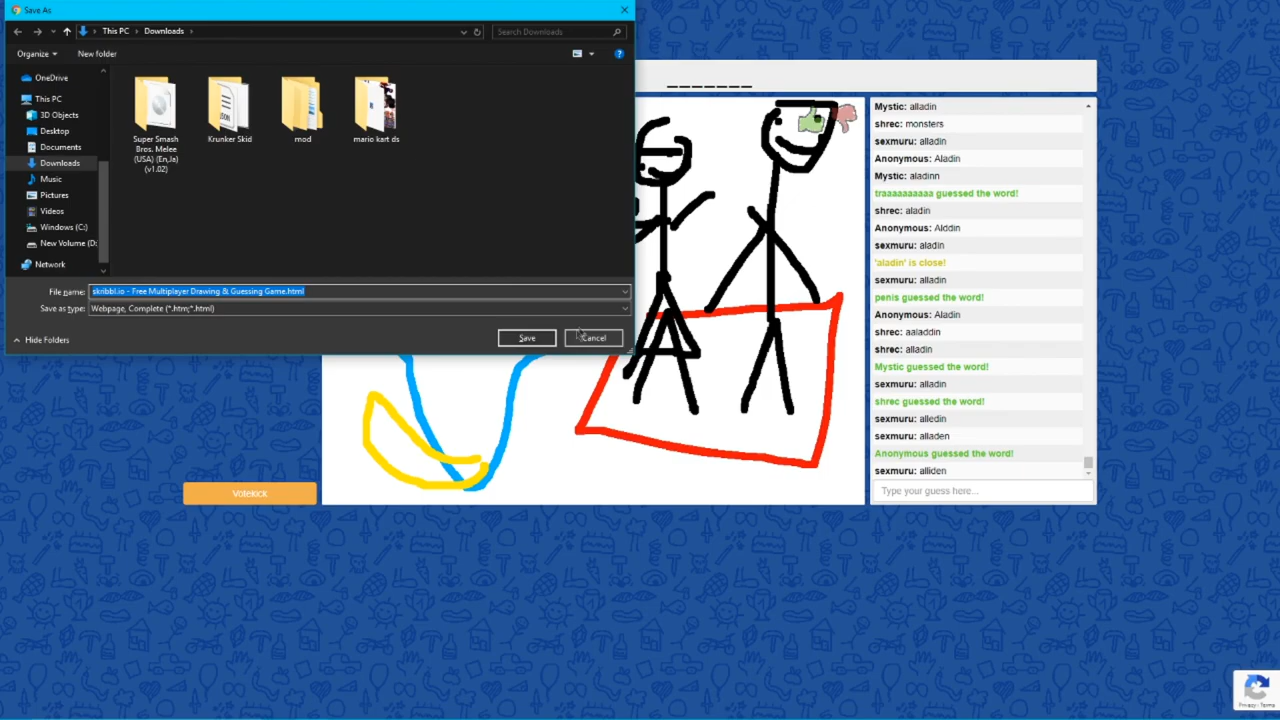 Save As
This PC
Downloads
Search Downloads
Organize
New folder
OneDrive
This PC
3D Objects
Desktop
Documents
Downloads
Music
Pictures
Videos
Windows (C:)
New Volume (D:
Network
Super Smash
Bros. Melee
(USA) (En,Ja)
(v1.02)
Krunker Skid
mod
mario kart ds
File name:
skribbl.io - Free Multiplayer Drawing & Guessing Game.html
Save as type:
Webpage, Complete (*.htm;*.html)
Hide Folders
Save
Cancel
_______
Votekick
Mystic: alladin
shrec: monsters
sexmuru: alladin
Anonymous: Aladin
Mystic: aladinn
traaaaaaaaaa guessed the word!
shrec: aladin
Anonymous: Alddin
sexmuru: aladin
'aladin' is close!
sexmuru: alladin
penis guessed the word!
Anonymous: Aladin
shrec: aaladdin
shrec: alladin
Mystic guessed the word!
sexmuru: alladin
shrec guessed the word!
sexmuru: alledin
sexmuru: alladen
Anonymous guessed the word!
sexmuru: alliden
Type your guess here...
Privacy - Terms